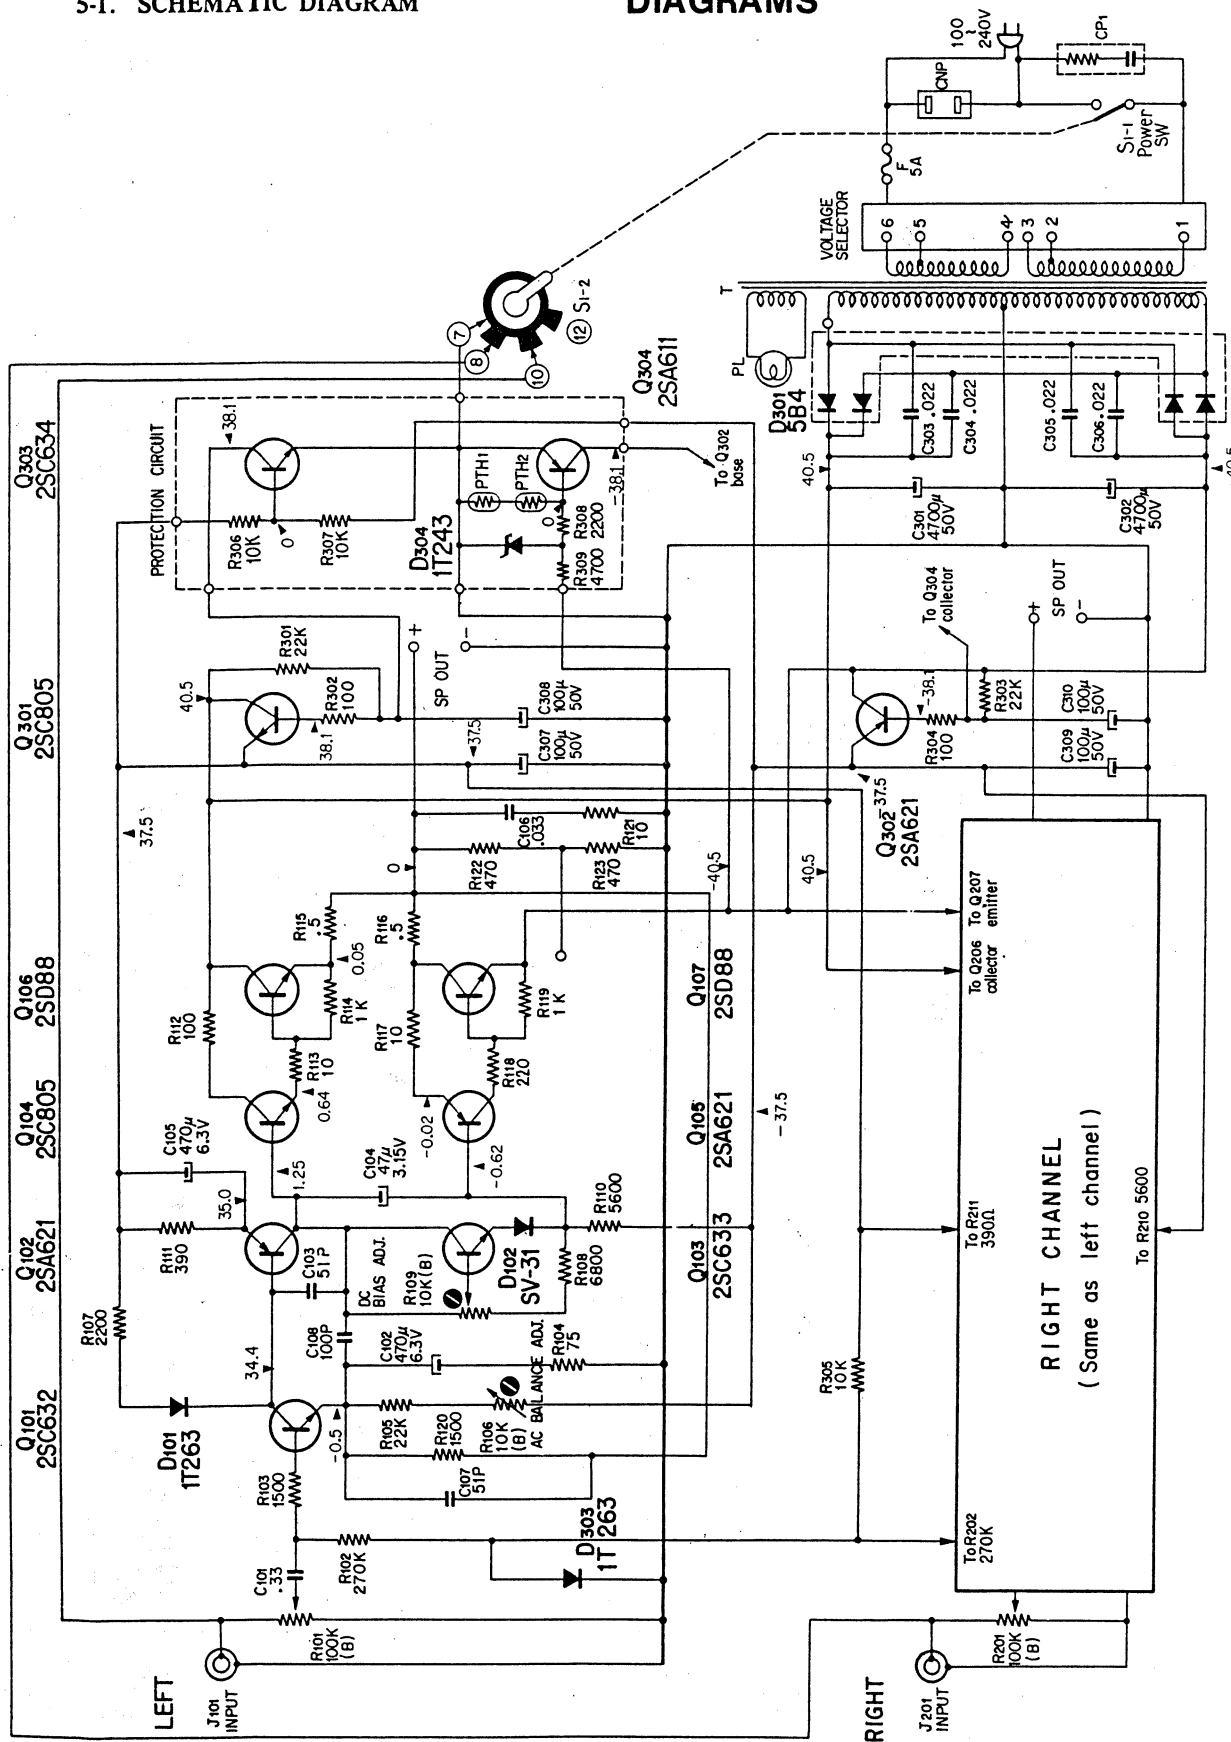 5-1. SCHEMATIC DIAGRAM
DIAGRAMS
Q101
2SC632
Q102
2SA621
Q104
2SC805
Q106
2SD88
Q301
2SC805
Q303
2SC634
R107
2200
37.5
PROTECTION CIRCUIT
38.1
R306
10K
0
R307
10K
D304
1T243
PTH1
PTH2
0
R308
2200
R309
4700
-38.1
To Q302
base
Q304
2SA611
7
8
10
12
S1-2
D101
1T263
34.4
R111
390
35.0
C105
470μ
6.3V
C103
51P
1.25
R112
100
0.64
R113
10
R114
1K
0.05
R115
.5
R116
.5
R117
10
R118
220
R119
1K
-0.02
-0.62
C104
47μ
3.15V
40.5
R301
22K
R302
100
38.1
C308
100μ
50V
C307
100μ
50V
37.5
SP OUT
+
-
0
R122
470
C106
.033
R123
470
R121
10
-40.5
LEFT
J101
INPUT
R101
100K
(B)
C101
.33
R103
1500
R102
270K
-0.5
C108
100P
DC
BIAS ADJ.
R109
10K(B)
D102
SV-31
R110
5600
R108
6800
C102
470μ
6.3V
R104
75
R105
22K
R120
1500
R106
10K
(B)
AC BALANCE ADJ.
C107
51P
D303
1T263
Q103
2SC633
Q105
2SA621
Q107
2SD88
-37.5
R305
10K
40.5
Q302
2SA621
-37.5
-38.1
R304
100
R303
22K
C309
100μ
50V
C310
100μ
50V
To Q304
collector
SP OUT
+
-
To R202
270K
To R211
390Ω
To Q206
collector
To Q207
emitter
RIGHT CHANNEL
(Same as left channel)
To R210 5600
RIGHT
J201
INPUT
R201
100K
(B)
D301
5B4
PL
T
40.5
C303 .022
C304 .022
C305 .022
C306 .022
C301
4700μ
50V
C302
4700μ
50V
40.5
VOLTAGE
SELECTOR
6
5
4
3
2
1
F
5A
CNP
100
~
240V
CP1
S1-1
Power
SW